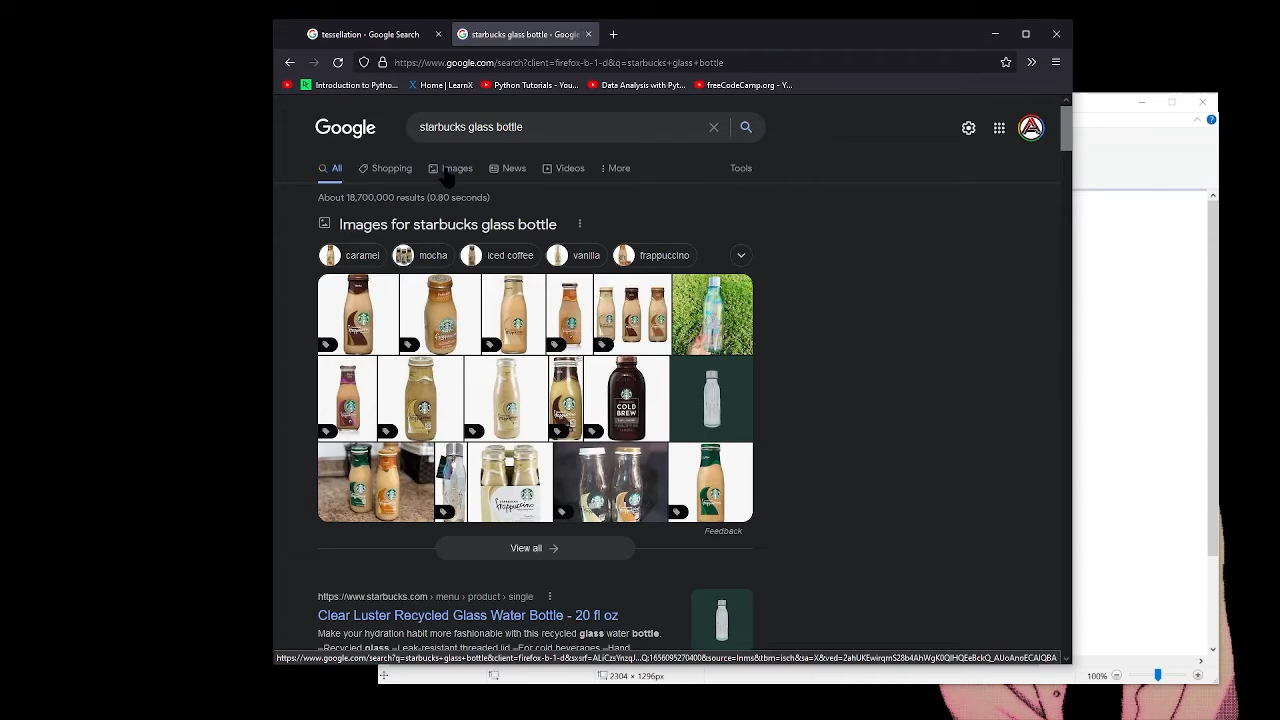 tessellation - Google Search
starbucks glass bottle - Google
https://www.google.com/search?client=firefox-b-1-d&q=starbucks+glass+bottle
Introduction to Pytho...
Home | LearnX
Python Tutorials - You...
Data Analysis with Pyt...
freeCodeCamp.org - Y...
Google
starbucks glass bottle
All
Shopping
Images
News
Videos
More
Tools
About 18,700,000 results (0.80 seconds)
Images for starbucks glass bottle
caramel
mocha
iced coffee
vanilla
frappuccino
COLD
BREW
frappuccino
Feedback
View all
https://www.starbucks.com › menu › product › single
Clear Luster Recycled Glass Water Bottle - 20 fl oz
Make your hydration habit more fashionable with this recycled glass water bottle.
2304 × 1296px
100%